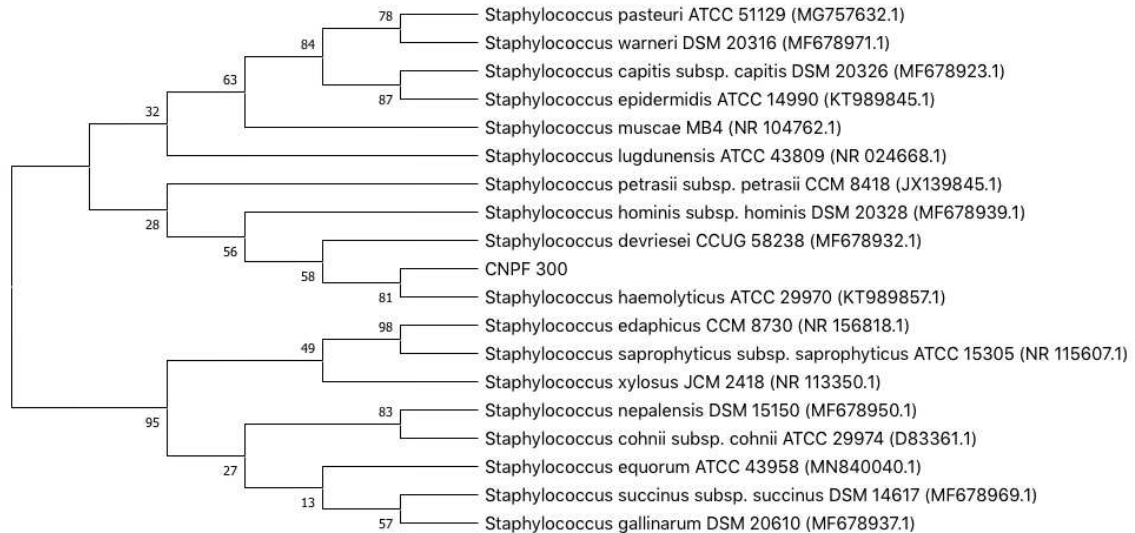 78
Staphylococcus pasteuri ATCC 51129 (MG757632.1)
84
Staphylococcus warneri DSM 20316 (MF678971.1)
63
Staphylococcus capitis subsp. capitis DSM 20326 (MF678923.1)
87
Staphylococcus epidermidis ATCC 14990 (KT989845.1)
32
Staphylococcus muscae MB4 (NR 104762.1)
Staphylococcus lugdunensis ATCC 43809 (NR 024668.1)
Staphylococcus petrasii subsp. petrasii CCM 8418 (JX139845.1)
28
Staphylococcus hominis subsp. hominis DSM 20328 (MF678939.1)
56
Staphylococcus devriesei CCUG 58238 (MF678932.1)
58
CNPF 300
81
Staphylococcus haemolyticus ATCC 29970 (KT989857.1)
98
Staphylococcus edaphicus CCM 8730 (NR 156818.1)
49
Staphylococcus saprophyticus subsp. saprophyticus ATCC 15305 (NR 115607.1)
Staphylococcus xylosus JCM 2418 (NR 113350.1)
95
83
Staphylococcus nepalensis DSM 15150 (MF678950.1)
Staphylococcus cohnii subsp. cohnii ATCC 29974 (D83361.1)
27
Staphylococcus equorum ATCC 43958 (MN840040.1)
13
Staphylococcus succinus subsp. succinus DSM 14617 (MF678969.1)
57
Staphylococcus gallinarum DSM 20610 (MF678937.1)